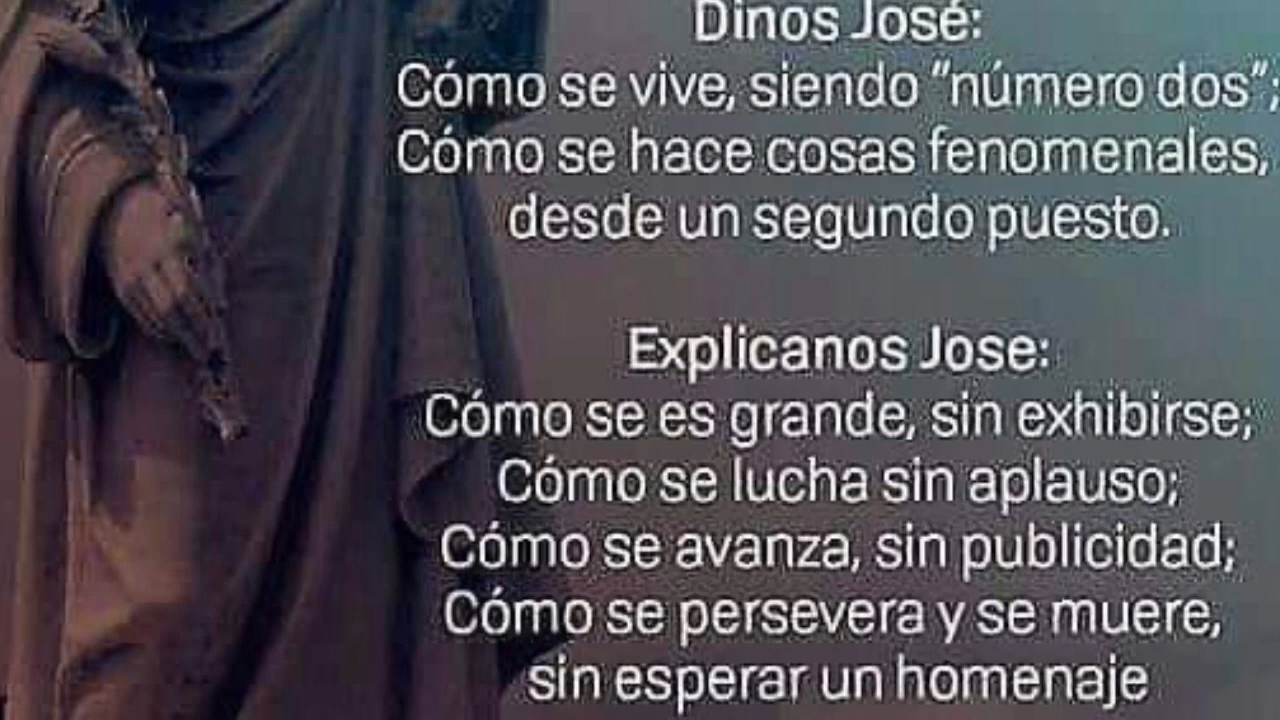 Dinos José:
Cómo se vive, siendo "número dos";
Cómo se hace cosas fenomenales,
desde un segundo puesto.
Explicanos Jose:
Cómo se es grande, sin exhibirse;
Cómo se lucha sin aplauso;
Cómo se avanza, sin publicidad;
Cómo se persevera y se muere,
sin esperar un homenaje